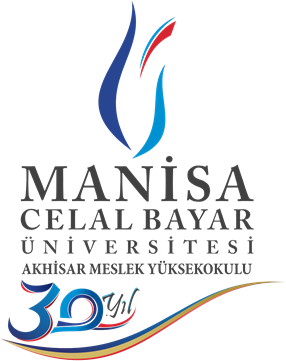 MANİSA
CELAL BAYAR
ÜNİVERSİTESİ
AKHİSAR MESLEK YÜKSEKOKULU
30 yıl